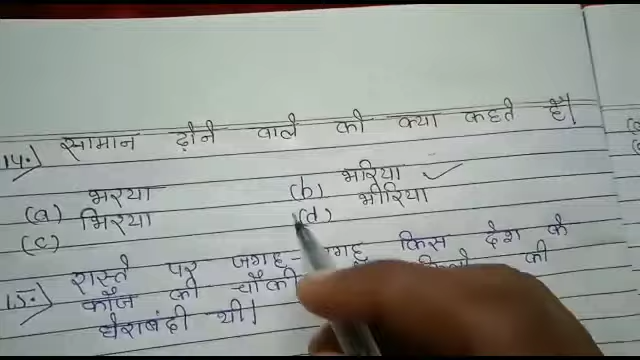 14.) सामान ढ़ोने वाले को क्या कहते हैं।
(a) भरया (b) भरिया ✓
(c) भिरया (d) भीरिया
15.) रास्ते पर जगह- जगह किस देश के
फौज की चौकी की
घेराबंदी थी।